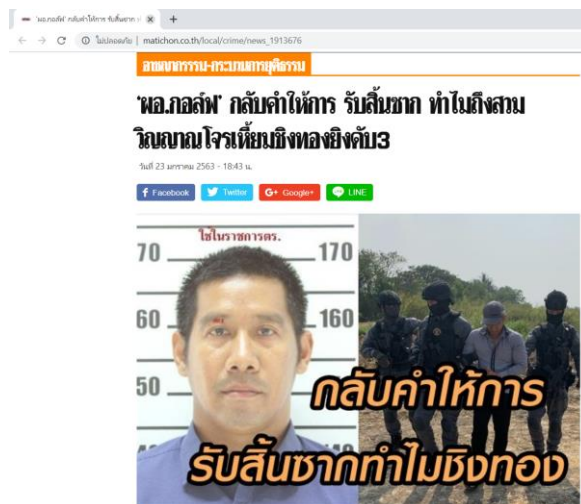 'ผอ.กอล์ฟ' กลับคำให้การ รับสิ้นซ
ไม่ปลอดภัย | matichon.co.th/local/crime/news_1913676
อาชญากรรม-กระบวนการยุติธรรม
'ผอ.กอล์ฟ' กลับคำให้การ รับสิ้นซาก ทำไมถึงสวม
วิญญาณโจรเหี้ยมชิงทองยิงดับ3
วันที่ 23 มกราคม 2563 - 18:43 น.
Facebook Twitter G+ Google+ LINE
ใช้ในราชการตร.
70 170
60 160
50
กลับคำให้การ
รับสิ้นซากทำไมชิงทอง